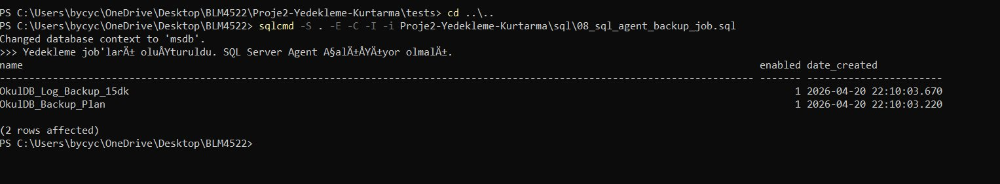 PS C:\Users\bycyc\OneDrive\Desktop\BLM4522\Proje2-Yedekleme-Kurtarma\tests> cd ..\..
PS C:\Users\bycyc\OneDrive\Desktop\BLM4522> sqlcmd -S . -E -C -I -i Proje2-Yedekleme-Kurtarma\sql\08_sql_agent_backup_job.sql
Changed database context to 'msdb'.
>>> Yedekleme job'larÄ± oluÅŸturuldu. SQL Server Agent Ã§alÄ±ÅŸÄ±yor olmalÄ±.
name enabled date_created
-------------------------------------------------------------------------------------------------------------------------------- ------- -----------------------
OkulDB_Log_Backup_15dk 1 2026-04-20 22:10:03.670
OkulDB_Backup_Plan 1 2026-04-20 22:10:03.220
(2 rows affected)
PS C:\Users\bycyc\OneDrive\Desktop\BLM4522>